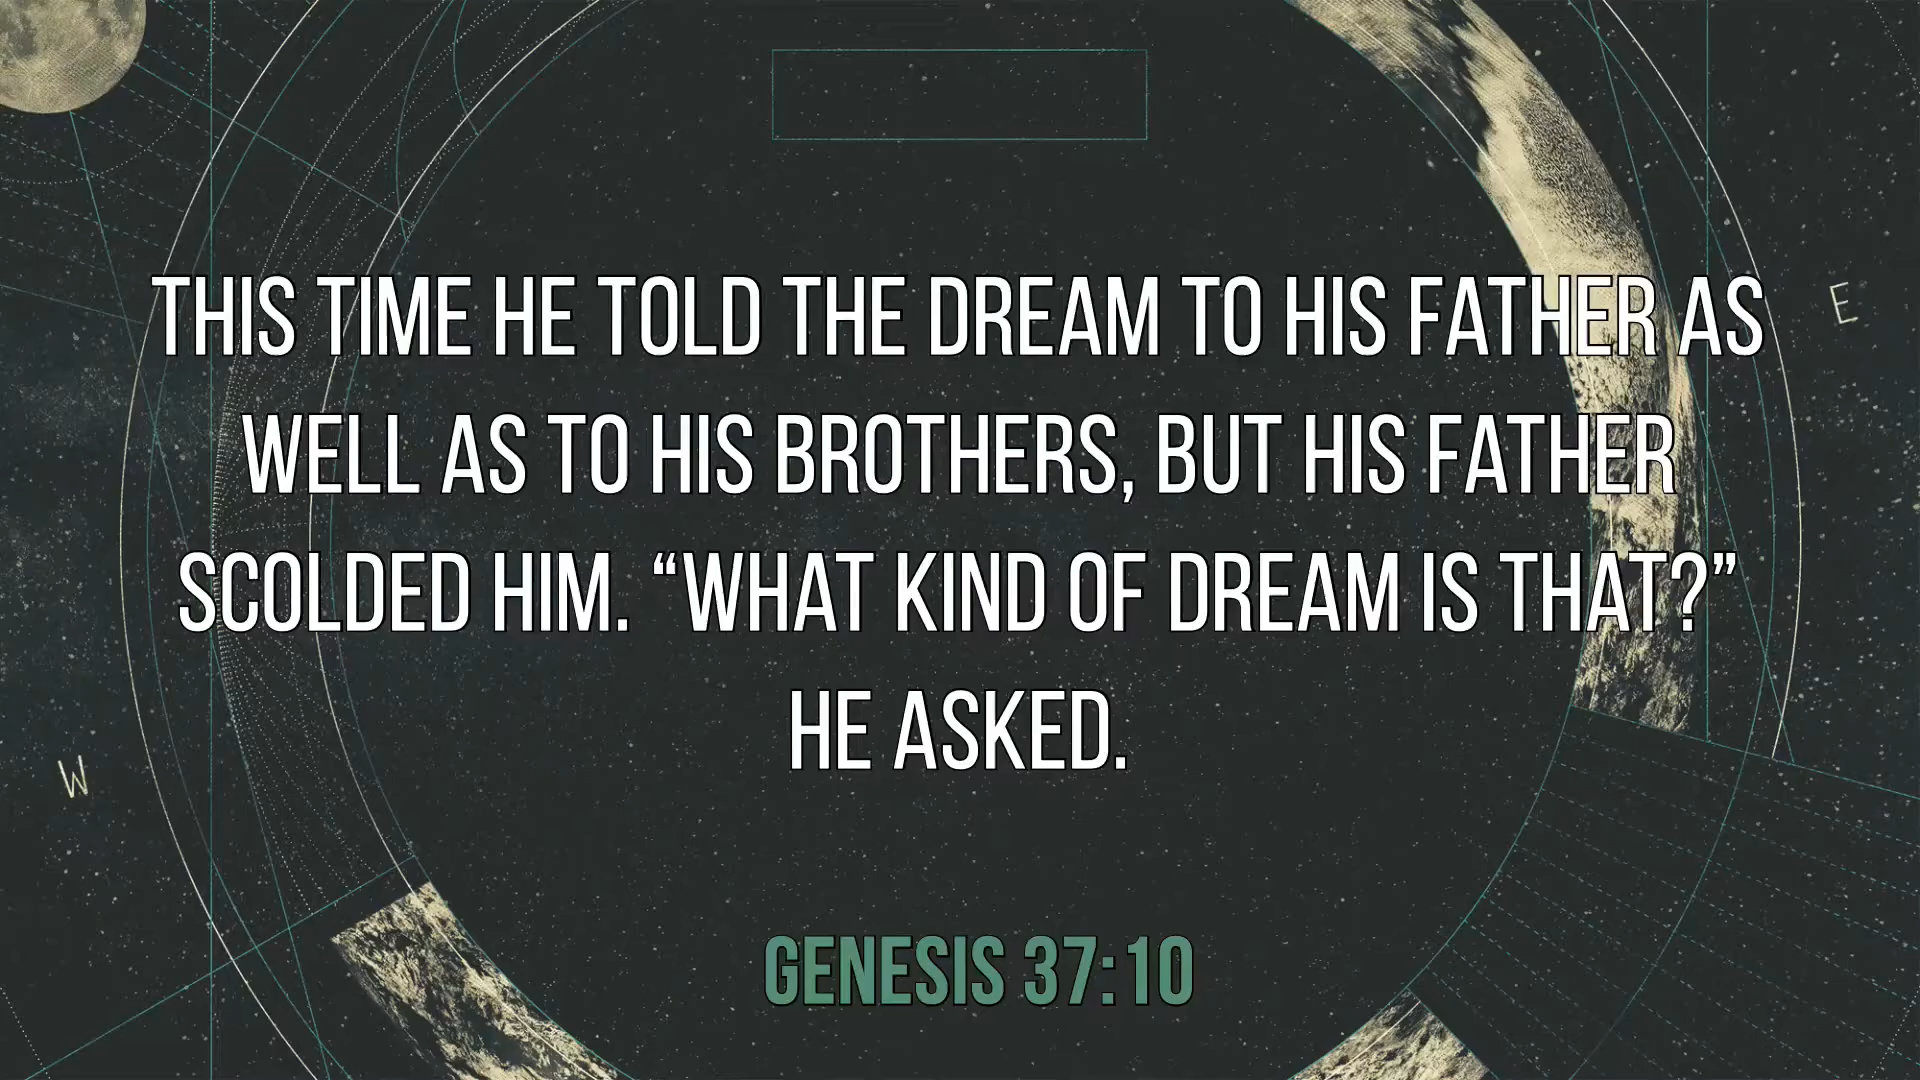 THIS TIME HE TOLD THE DREAM TO HIS FATHER AS
WELL AS TO HIS BROTHERS, BUT HIS FATHER
SCOLDED HIM. “WHAT KIND OF DREAM IS THAT?”
HE ASKED.
GENESIS 37:10
E
W